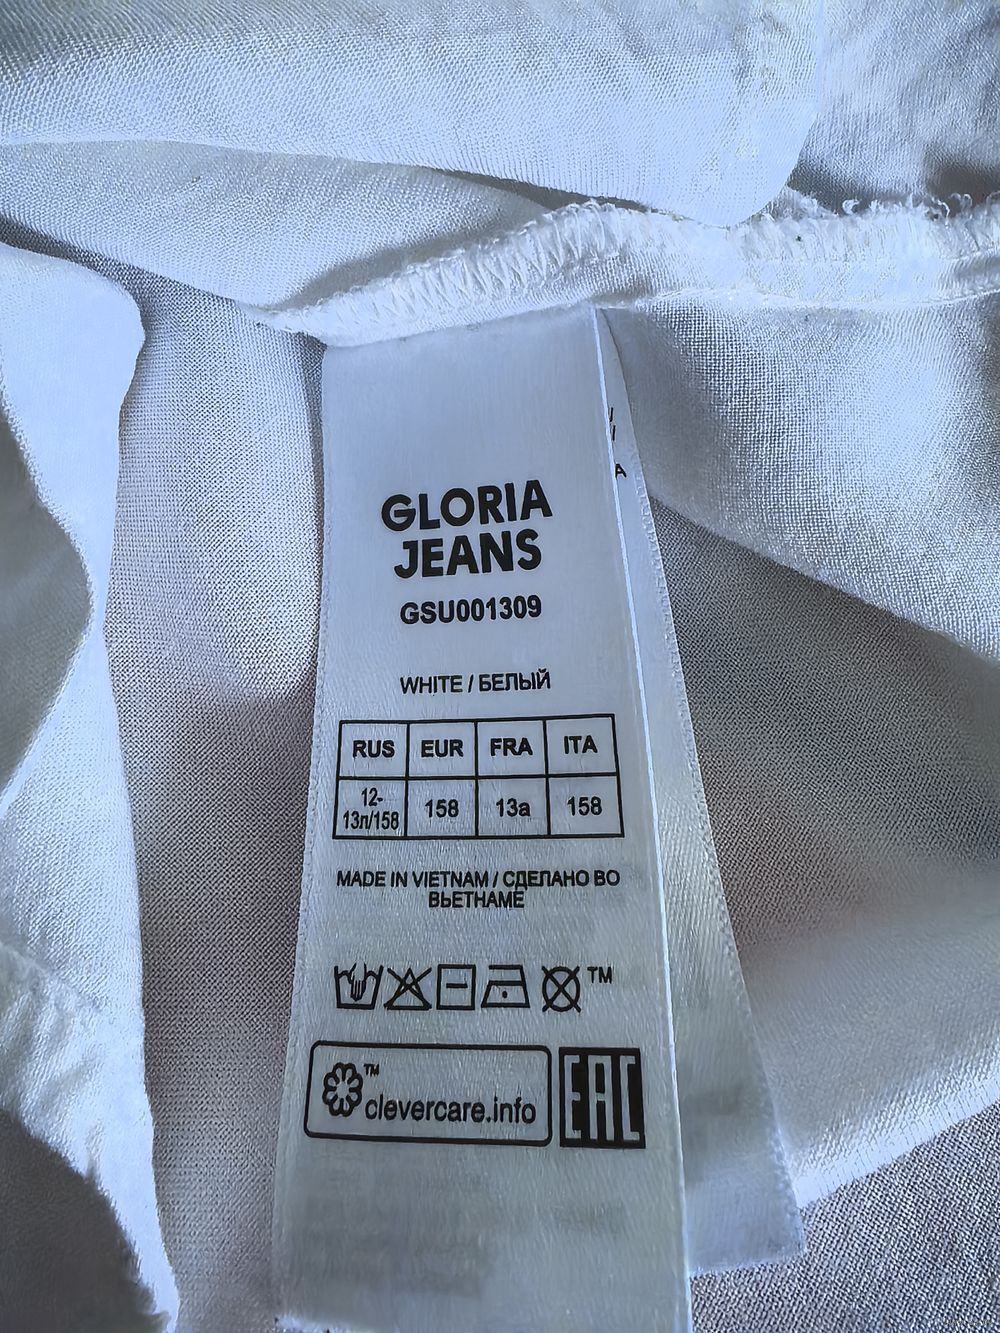 GLORIA
JEANS
GSU001309
WHITE / БЕЛЫЙ
RUS EUR FRA ITA
12-
13л/158 158 13a 158
MADE IN VIETNAM / СДЕЛАНО ВО
ВЬЕТНАМЕ
TM
TM
clevercare.info
EAC
A